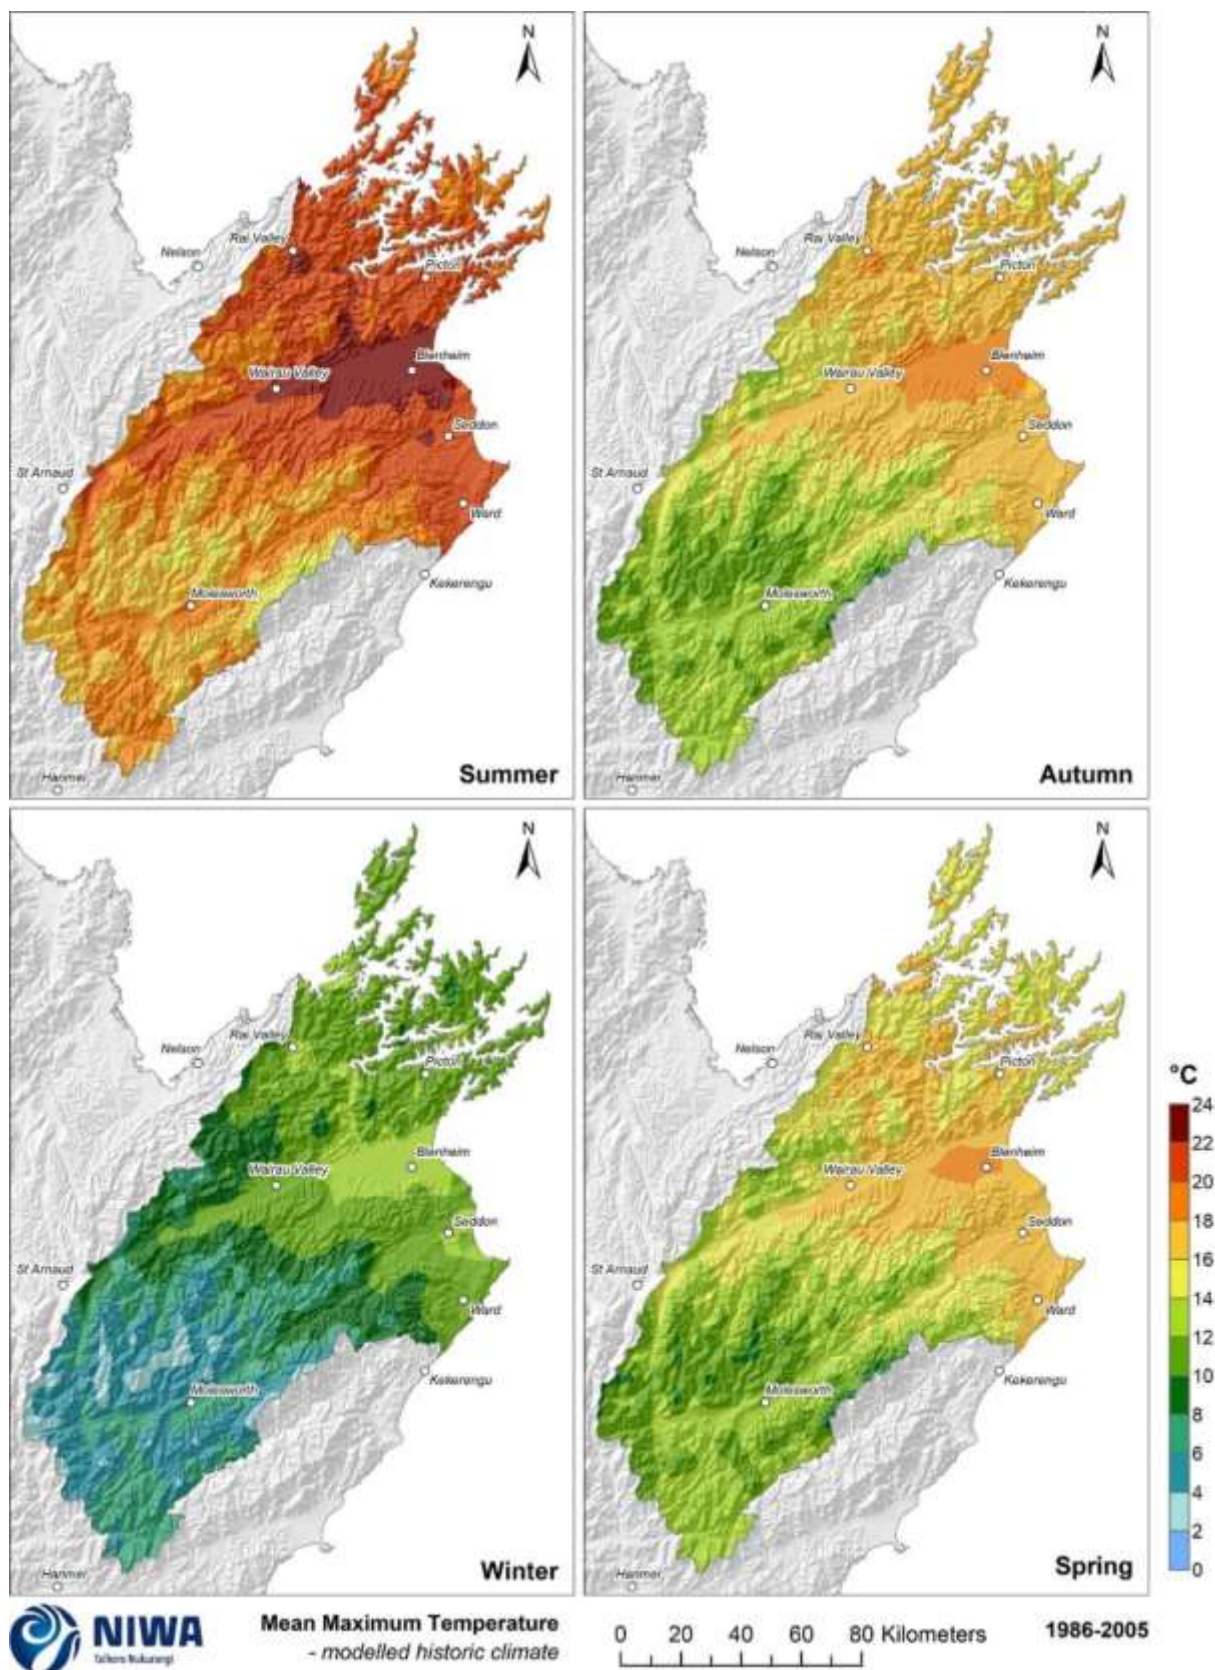 N
Nelson
Rai Valley
Picton
Blenheim
Wairau Valley
Seddon
St Arnaud
Ward
Molesworth
Kekerengu
Hanmer
Summer
N
Nelson
Rai Valley
Picton
Blenheim
Wairau Valley
Seddon
St Arnaud
Ward
Molesworth
Kekerengu
Hanmer
Autumn
N
Nelson
Rai Valley
Picton
Blenheim
Wairau Valley
Seddon
St Arnaud
Ward
Molesworth
Kekerengu
Hanmer
Winter
N
Nelson
Rai Valley
Picton
Blenheim
Wairau Valley
Seddon
St Arnaud
Ward
Molesworth
Kekerengu
Hanmer
Spring
°C
24
22
20
18
16
14
12
10
8
6
4
2
0
NIWA
Taihoro Nukurangi
Mean Maximum Temperature
- modelled historic climate
0 20 40 60 80 Kilometers
1986-2005